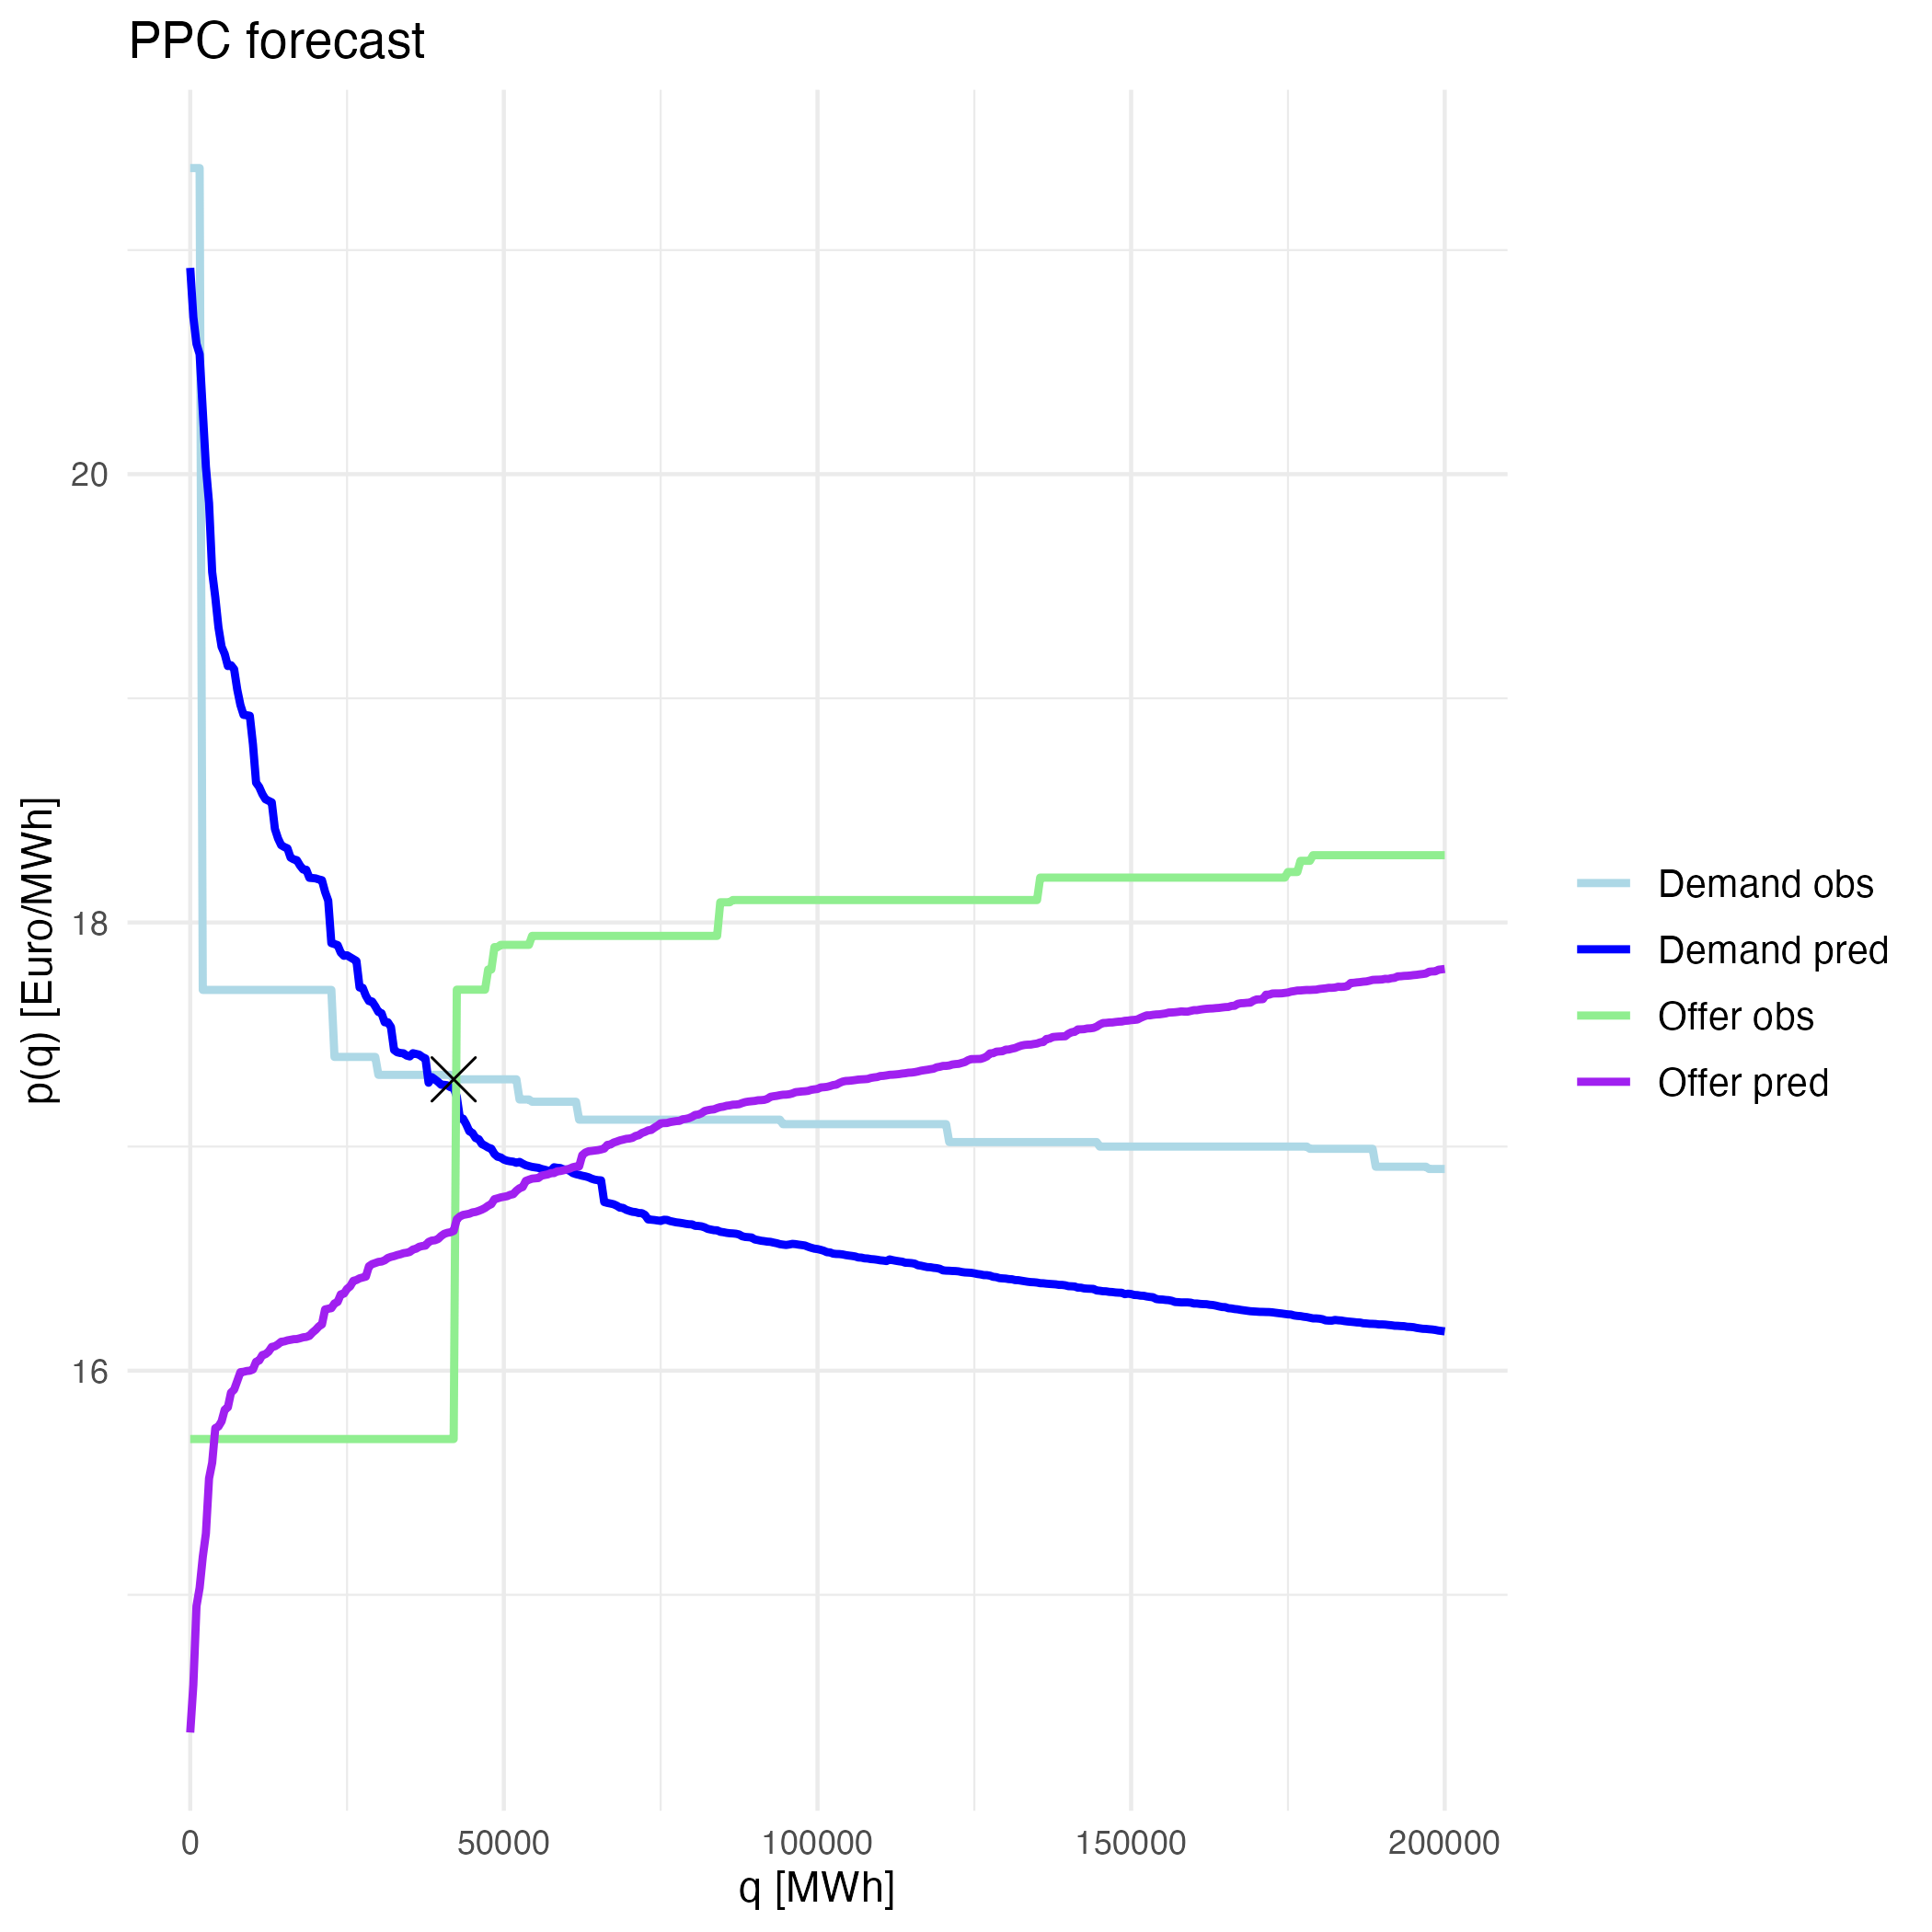 PPC forecast
p(q) [Euro/MWh]
20
18
16
0 50000 100000 150000 200000
q [MWh]
Demand obs
Demand pred
Offer obs
Offer pred